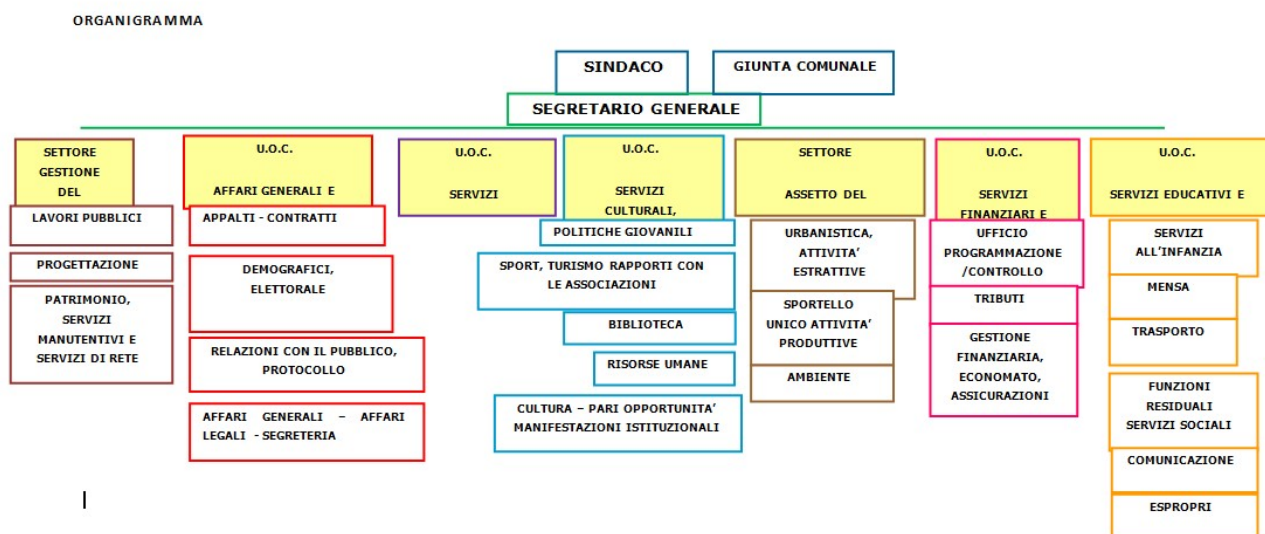 ORGANIGRAMMA
SINDACO
GIUNTA COMUNALE
SEGRETARIO GENERALE
SETTORE
GESTIONE
DEL
LAVORI PUBBLICI
PROGETTAZIONE
PATRIMONIO,
SERVIZI
MANUTENTIVI E
SERVIZI DI RETE
U.O.C.
AFFARI GENERALI E
APPALTI - CONTRATTI
DEMOGRAFICI,
ELETTORALE
RELAZIONI CON IL PUBBLICO,
PROTOCOLLO
AFFARI GENERALI – AFFARI
LEGALI - SEGRETERIA
U.O.C.
SERVIZI
U.O.C.
SERVIZI
CULTURALI,
POLITICHE GIOVANILI
SPORT, TURISMO RAPPORTI CON
LE ASSOCIAZIONI
BIBLIOTECA
RISORSE UMANE
CULTURA – PARI OPPORTUNITA’
MANIFESTAZIONI ISTITUZIONALI
SETTORE
ASSETTO DEL
URBANISTICA,
ATTIVITA’
ESTRATTIVE
SPORTELLO
UNICO ATTIVITA’
PRODUTTIVE
AMBIENTE
U.O.C.
SERVIZI
FINANZIARI E
UFFICIO
PROGRAMMAZIONE
/CONTROLLO
TRIBUTI
GESTIONE
FINANZIARIA,
ECONOMATO,
ASSICURAZIONI
U.O.C.
SERVIZI EDUCATIVI E
SERVIZI
ALL’INFANZIA
MENSA
TRASPORTO
FUNZIONI
RESIDUALI
SERVIZI SOCIALI
COMUNICAZIONE
ESPROPRI